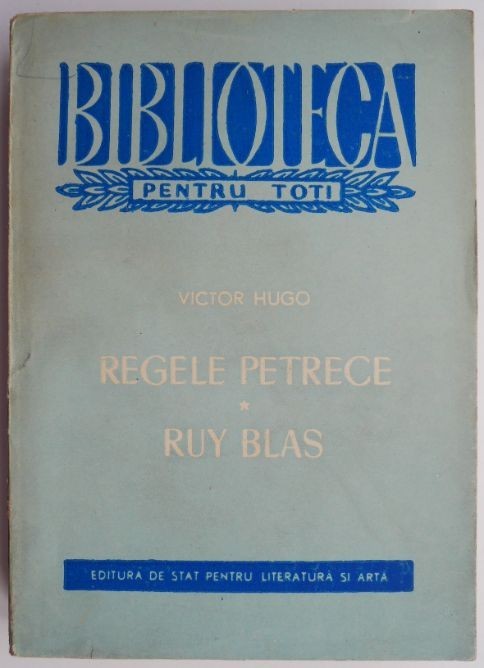 BIBLIOTECA
PENTRU TOTI
VICTOR HUGO
REGELE PETRECE
★
RUY BLAS
EDITURA DE STAT PENTRU LITERATURĂ SI ARTĂ